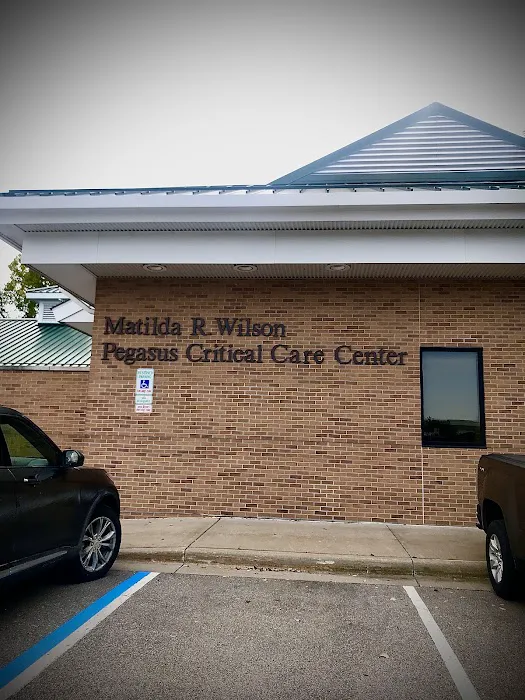 Matilda R. Wilson
Pegasus Critical Care Center